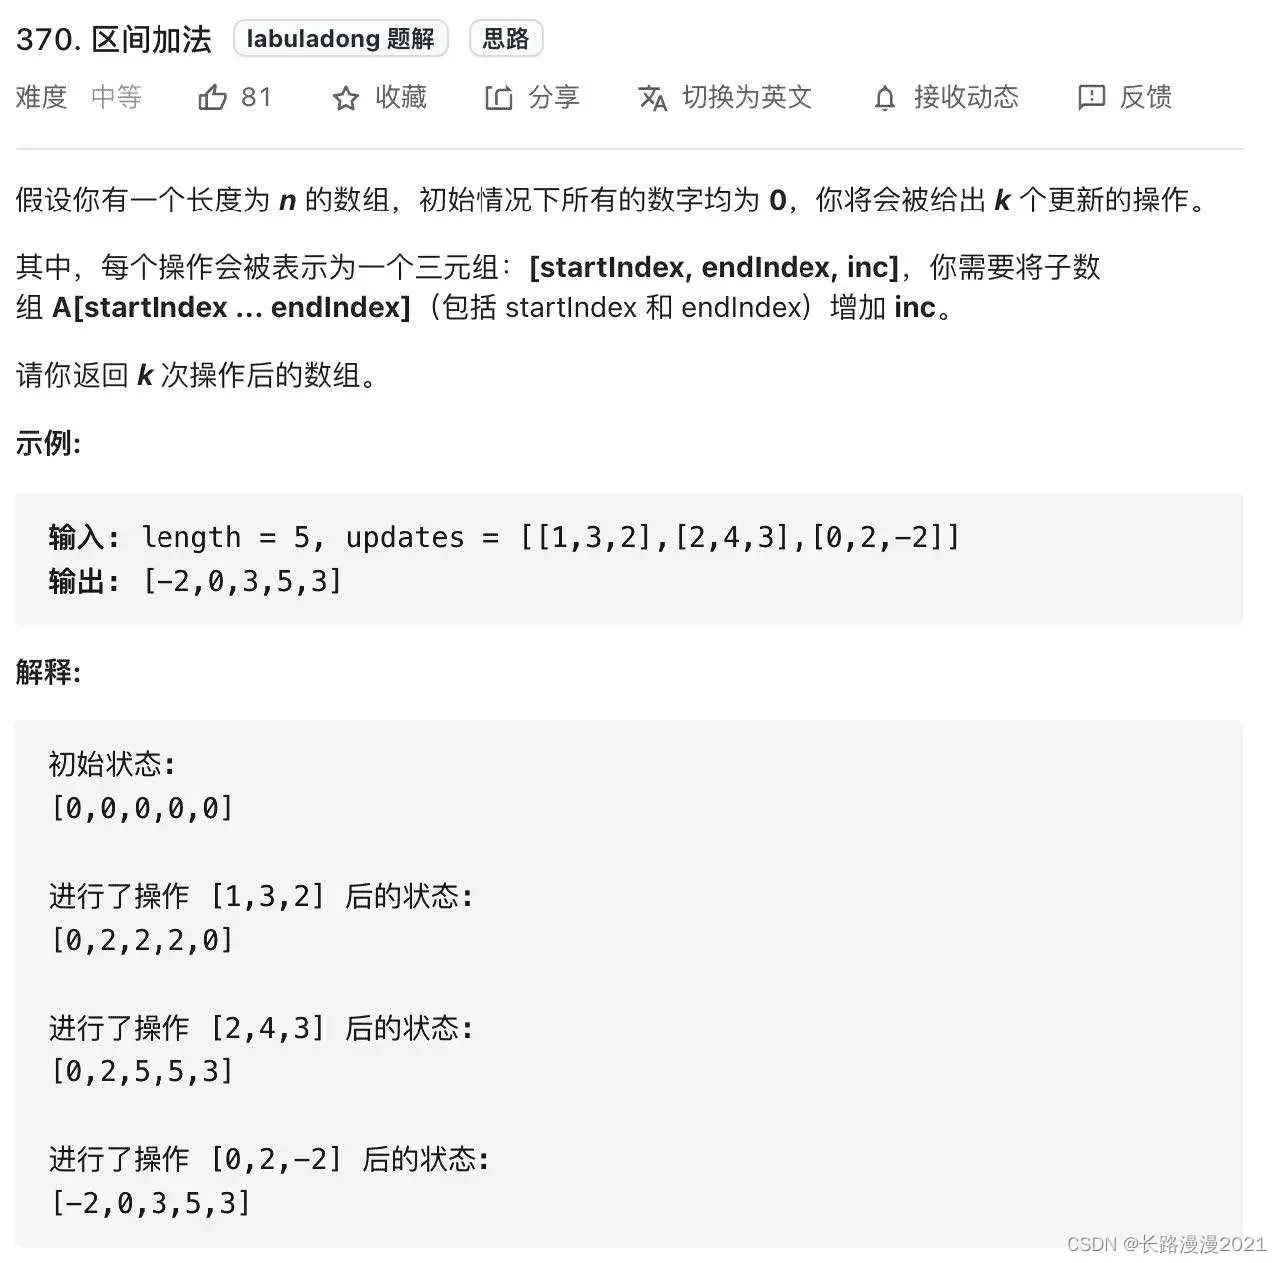 370. 区间加法 labuladong 题解 思路
难度 中等 81 收藏 分享 切换为英文 接收动态 反馈
假设你有一个长度为 n 的数组，初始情况下所有的数字均为 0，你将会被给出 k 个更新的操作。
其中，每个操作会被表示为一个三元组：[startIndex, endIndex, inc]，你需要将子数
组 A[startIndex ... endIndex]（包括 startIndex 和 endIndex）增加 inc。
请你返回 k 次操作后的数组。
示例:
输入: length = 5, updates = [[1,3,2],[2,4,3],[0,2,-2]]
输出: [-2,0,3,5,3]
解释:
初始状态:
[0,0,0,0,0]
进行了操作 [1,3,2] 后的状态:
[0,2,2,2,0]
进行了操作 [2,4,3] 后的状态:
[0,2,5,5,3]
进行了操作 [0,2,-2] 后的状态:
[-2,0,3,5,3]
CSDN @长路漫漫2021